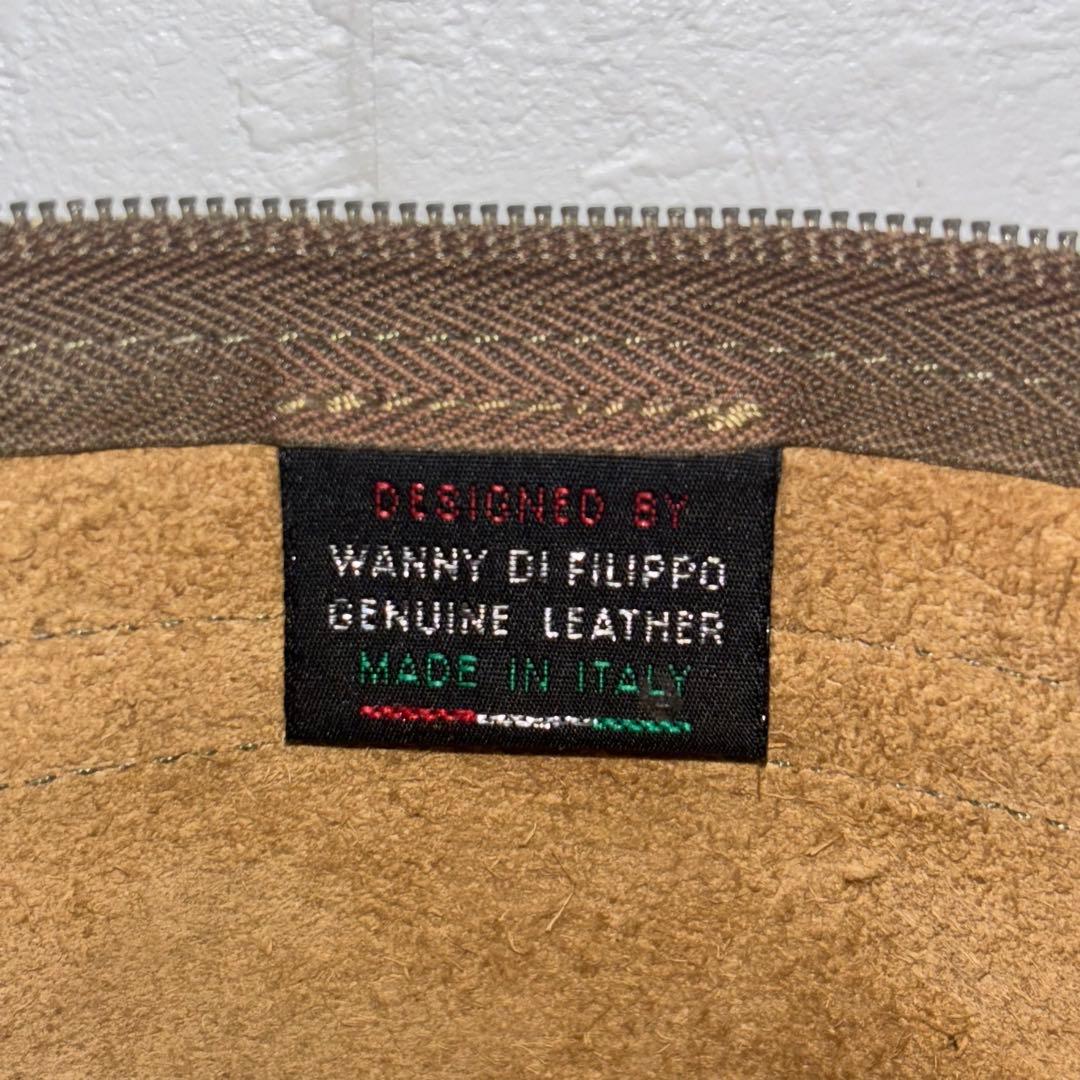 DESIGNED BY
WANNY DI FILIPPO
GENUINE LEATHER
MADE IN ITALY